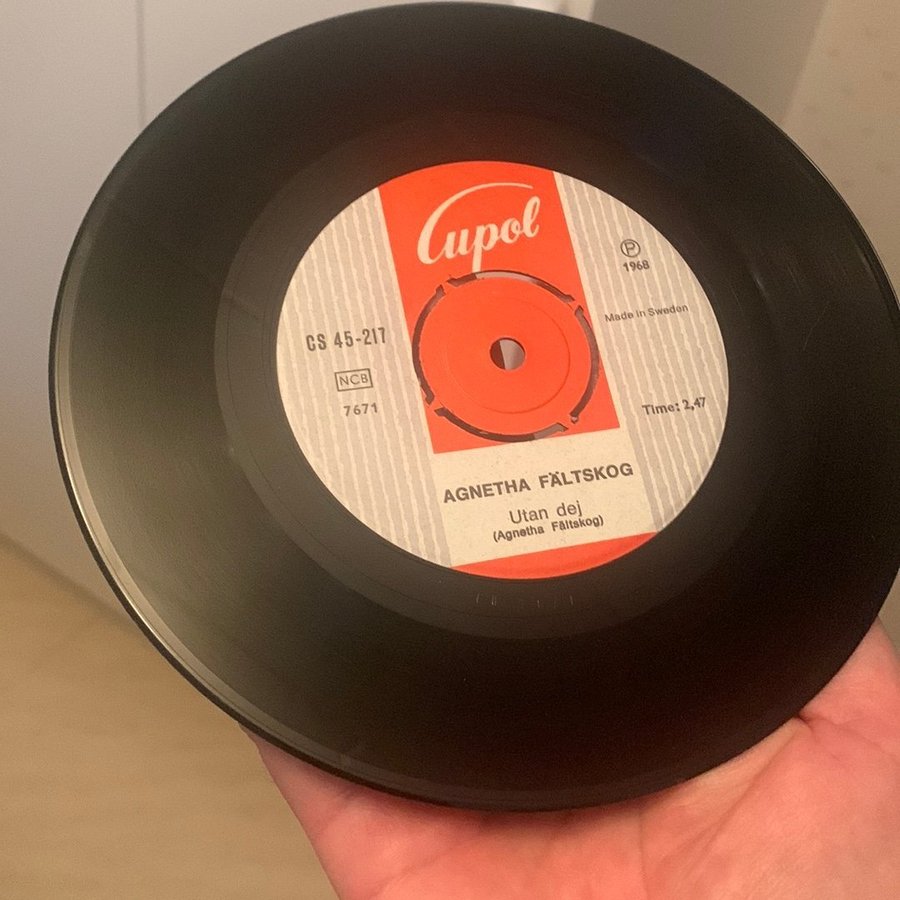 Cupol
℗
1968
Made in Sweden
CS 45-217
NCB
7671
Time: 2,47
AGNETHA FÄLTSKOG
Utan dej
(Agnetha Fältskog)